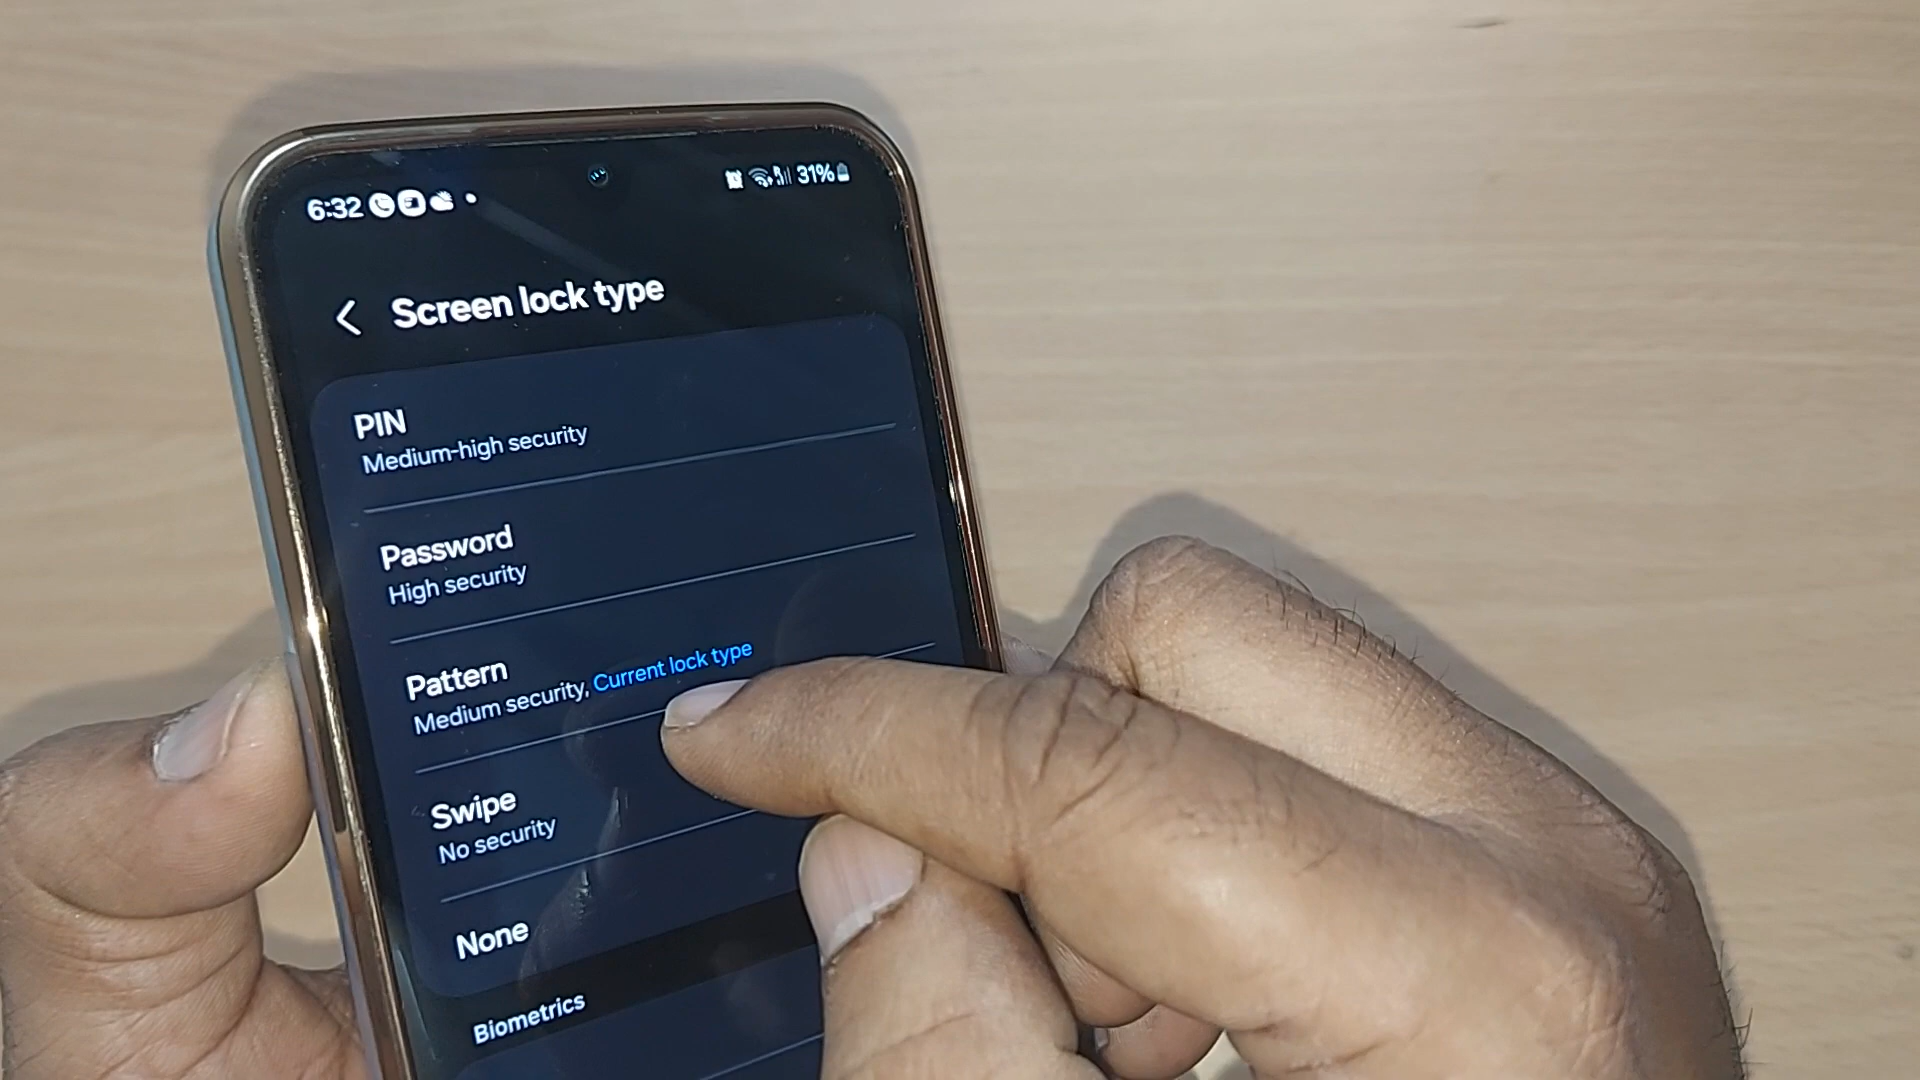 6:32 31%
Screen lock type
PIN
Medium-high security
Password
High security
Pattern
Medium security, Current lock type
Swipe
No security
None
Biometrics